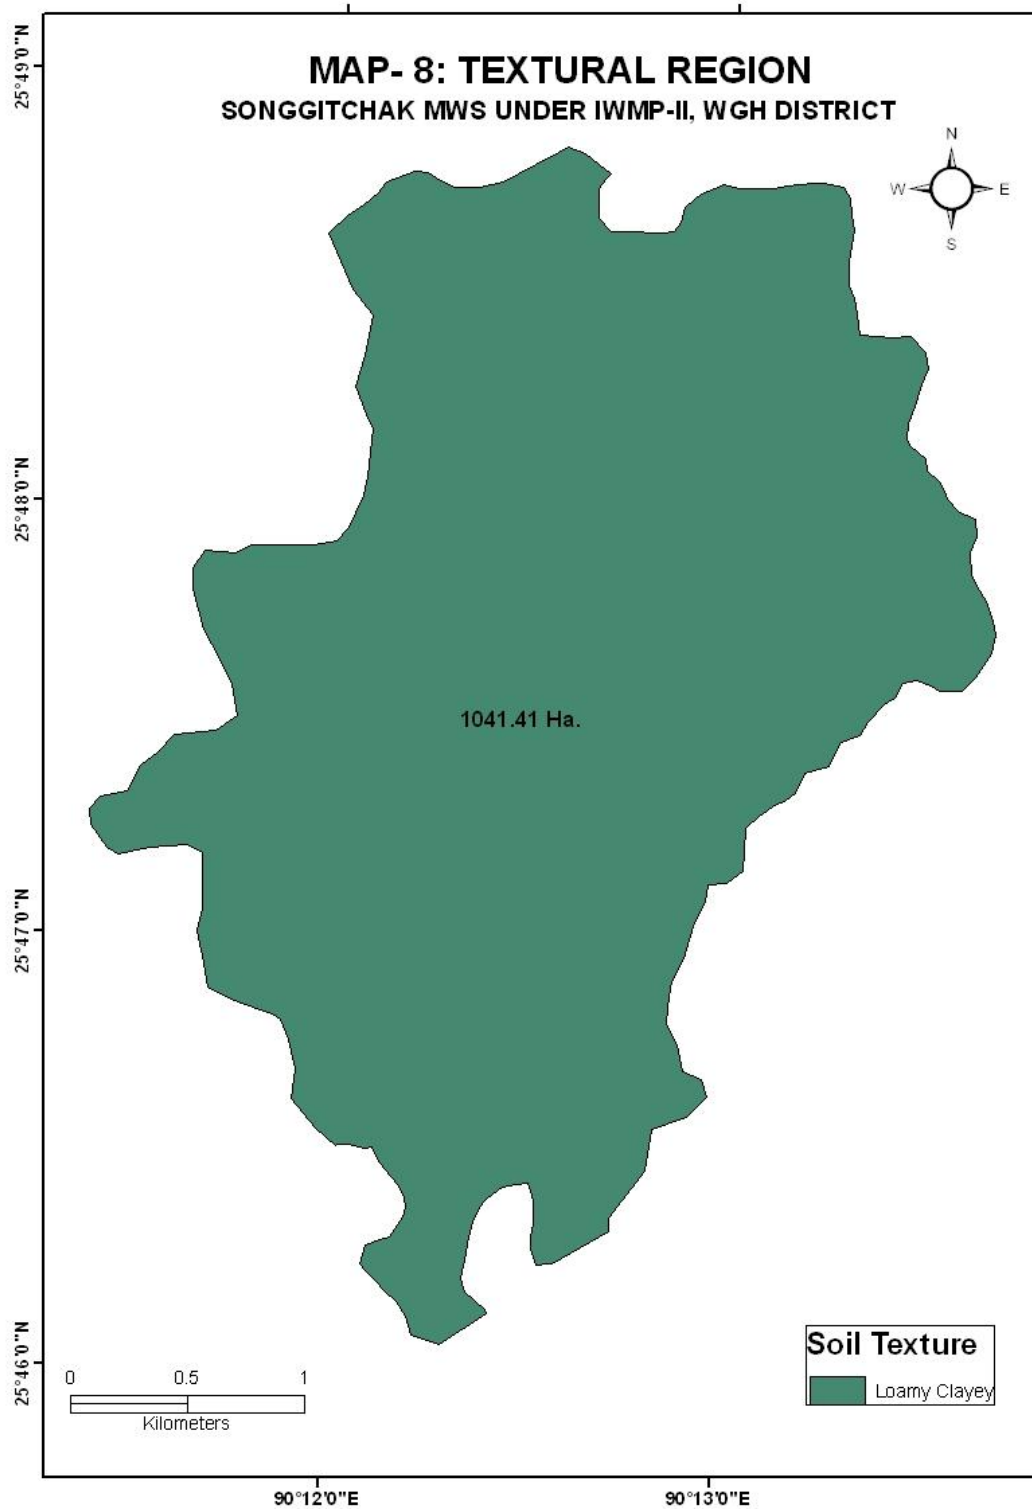 MAP- 8: TEXTURAL REGION
SONGGITCHAK MWS UNDER IWMP-II, WGH DISTRICT
N
W E
S
25°49'0"N
25°48'0"N
1041.41 Ha.
25°47'0"N
25°46'0"N
0 0.5 1
Kilometers
Soil Texture
Loamy Clayey
90°12'0"E 90°13'0"E